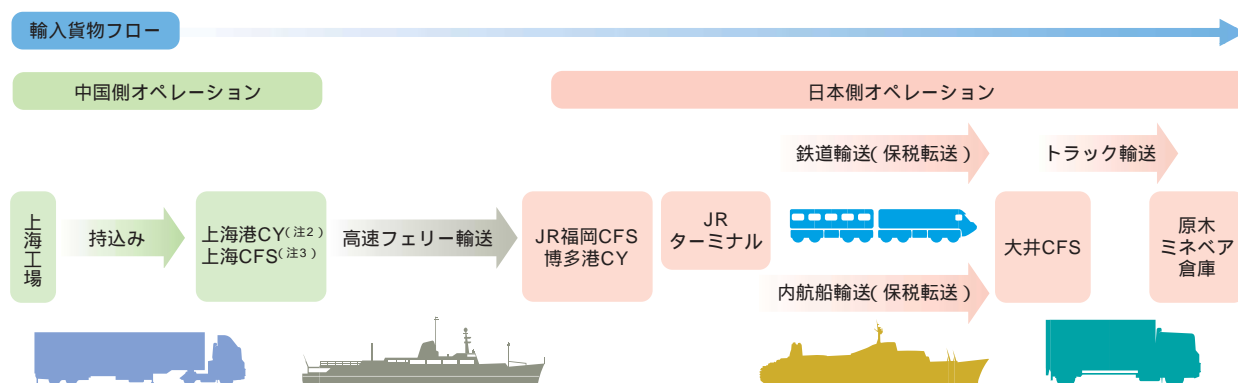 輸入貨物フロー
中国側オペレーション
日本側オペレーション
鉄道輸送(保税転送)
トラック輸送
上海工場
持込み
上海港CY(注2)
上海CFS(注3)
高速フェリー輸送
JR福岡CFS
博多港CY
JR
ターミナル
大井CFS
原木
ミネベア
倉庫
内航船輸送(保税転送)